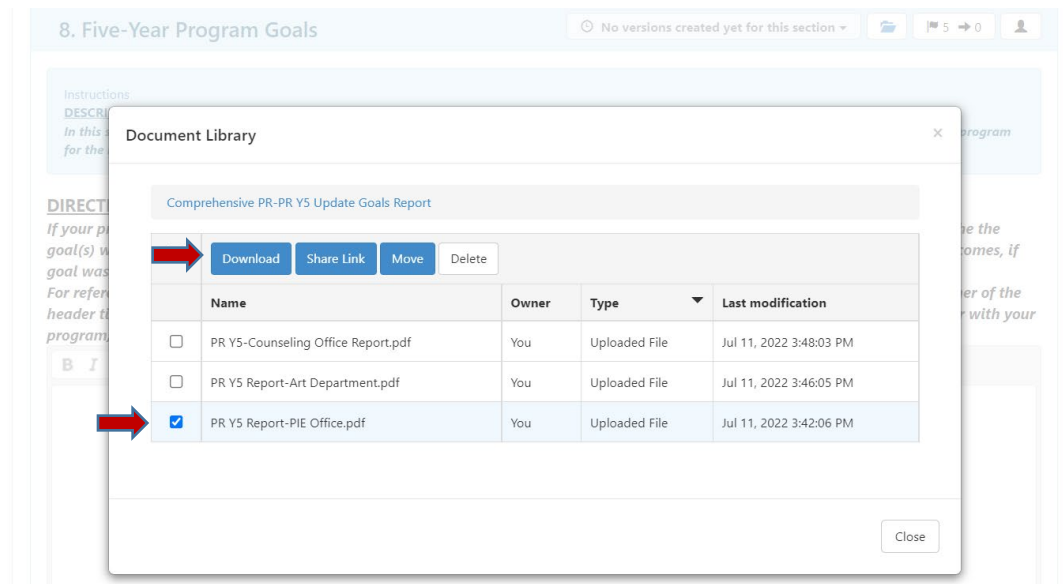 8. Five-Year Program Goals
No versions created yet for this section
5 0
Instructions
DESCRI
In this program
for the
Document Library
×
Comprehensive PR-PR Y5 Update Goals Report
Download Share Link Move Delete
Name Owner Type Last modification
PR Y5-Counseling Office Report.pdf You Uploaded File Jul 11, 2022 3:48:03 PM
PR Y5 Report-Art Department.pdf You Uploaded File Jul 11, 2022 3:46:05 PM
PR Y5 Report-PIE Office.pdf You Uploaded File Jul 11, 2022 3:42:06 PM
Close
DIRECTI
If your p he the
goal(s) w comes, if
goal was
For refer er of the
header ti with your
program,
B I